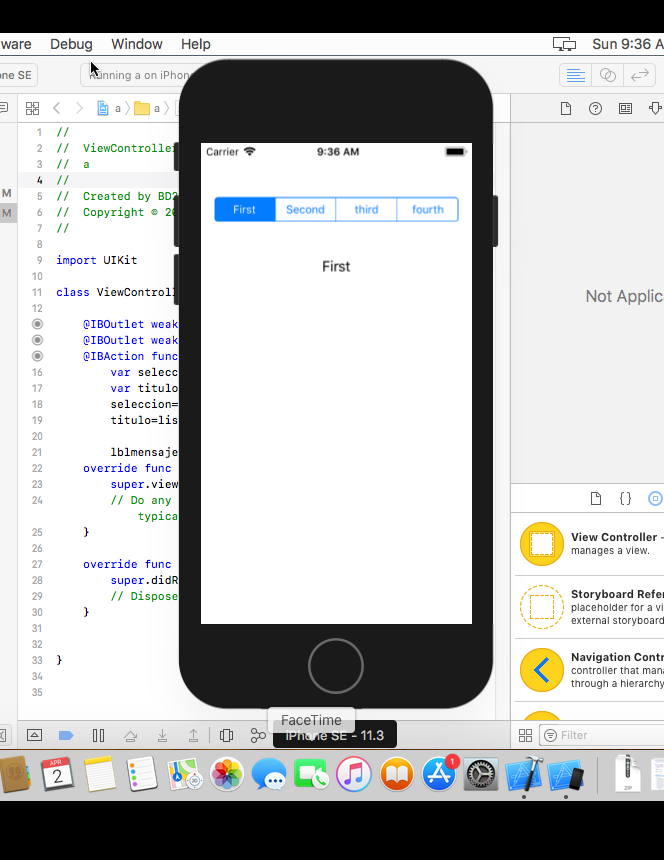 ware Debug Window Help Sun 9:36 A
one SE Running a on iPhone
a a
1 //
2 // ViewController
3 // a
4 //
5 // Created by BD2
6 // Copyright © 20
7 //
8
9 import UIKit
10
11 class ViewControll
12
@IBOutlet weak
@IBOutlet weak
@IBAction func
16 var selecc
17 var titulo
18 seleccion=
19 titulo=lis
20
21 lblmensaje
22 override func
23 super.view
24 // Do any
typica
25 }
26
27 override func
28 super.didR
29 // Dispose
30 }
31
32
33 }
34
35
M
M
Carrier 9:36 AM
First Second third fourth
First
Not Applic
{}
View Controller -
manages a view.
Storyboard Refer
placeholder for a vi
external storyboard
Navigation Contr
controller that mana
through a hierarchy
Filter
FaceTime
iPhone SE - 11.3
APR
2
1
ZIP